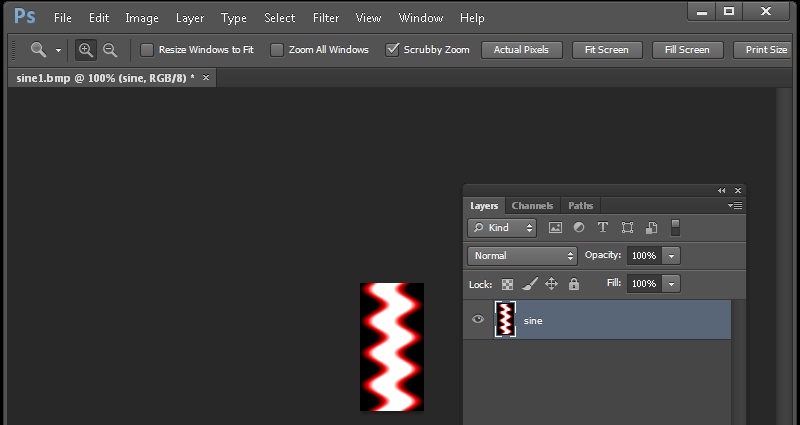 Ps File Edit Image Layer Type Select Filter View Window Help
Resize Windows to Fit Zoom All Windows Scrubby Zoom Actual Pixels Fit Screen Fill Screen Print Size
sine1.bmp @ 100% (sine, RGB/8) * ×
Layers Channels Paths
Kind
Normal Opacity: 100%
Lock: Fill: 100%
sine